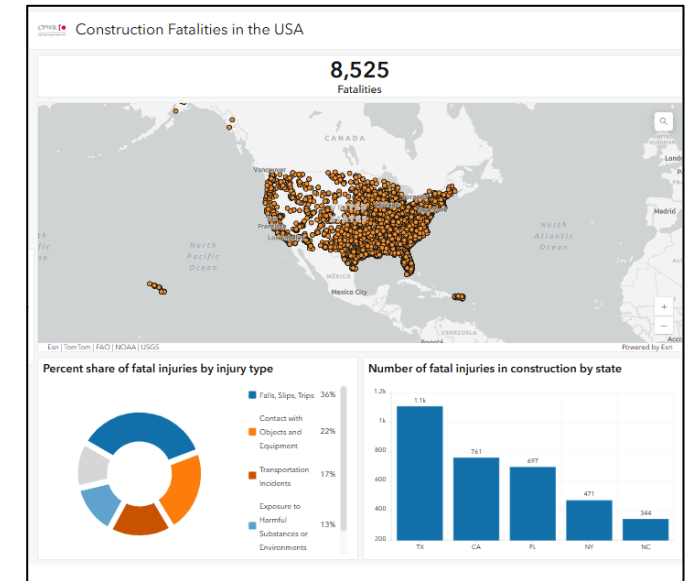 CPWR
Construction Fatalities in the USA
8,525
Fatalities
CANADA
Vancouver
North
Pacific
Ocean
North
Atlantic
Ocean
Madrid
MÉXICO
Mexico City
VENEZUELA
+
−
Esri | TomTom | FAO | NOAA | USGS
Powered by Esri
Percent share of fatal injuries by injury type
Falls, Slips, Trips 36%
Contact with
Objects and 22%
Equipment
Transportation 17%
Incidents
Exposure to
Harmful 13%
Substances or
Environments
Number of fatal injuries in construction by state
1.2k
1k
800
600
400
200
1.1k
761
697
471
344
TX
CA
FL
NY
NC